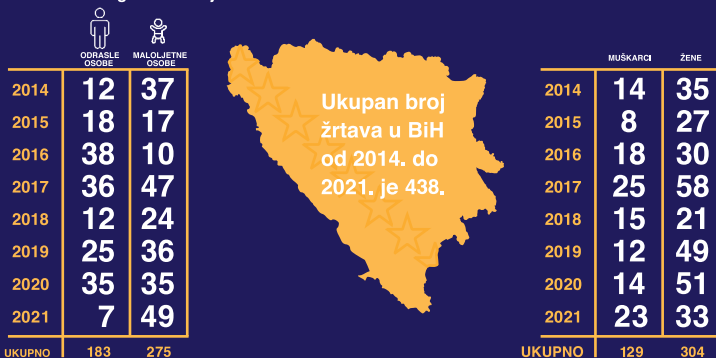 ODRASLE OSOBE MALOLJETNE OSOBE
2014 12 37
2015 18 17
2016 38 10
2017 36 47
2018 12 24
2019 25 36
2020 35 35
2021 7 49
UKUPNO 183 275
Ukupan broj
žrtava u BiH
od 2014. do
2021. je 438.
MUŠKARCI ŽENE
2014 14 35
2015 8 27
2016 18 30
2017 25 58
2018 15 21
2019 12 49
2020 14 51
2021 23 33
UKUPNO 129 304